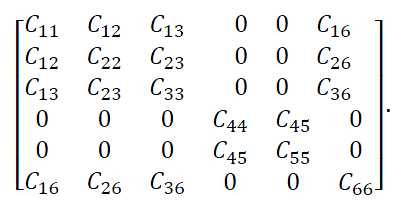 C₁₁ C₁₂ C₁₃ 0 0 C₁₆
C₁₂ C₂₂ C₂₃ 0 0 C₂₆
C₁₃ C₂₃ C₃₃ 0 0 C₃₆
0 0 0 C₄₄ C₄₅ 0
0 0 0 C₄₅ C₅₅ 0
C₁₆ C₂₆ C₃₆ 0 0 C₆₆.